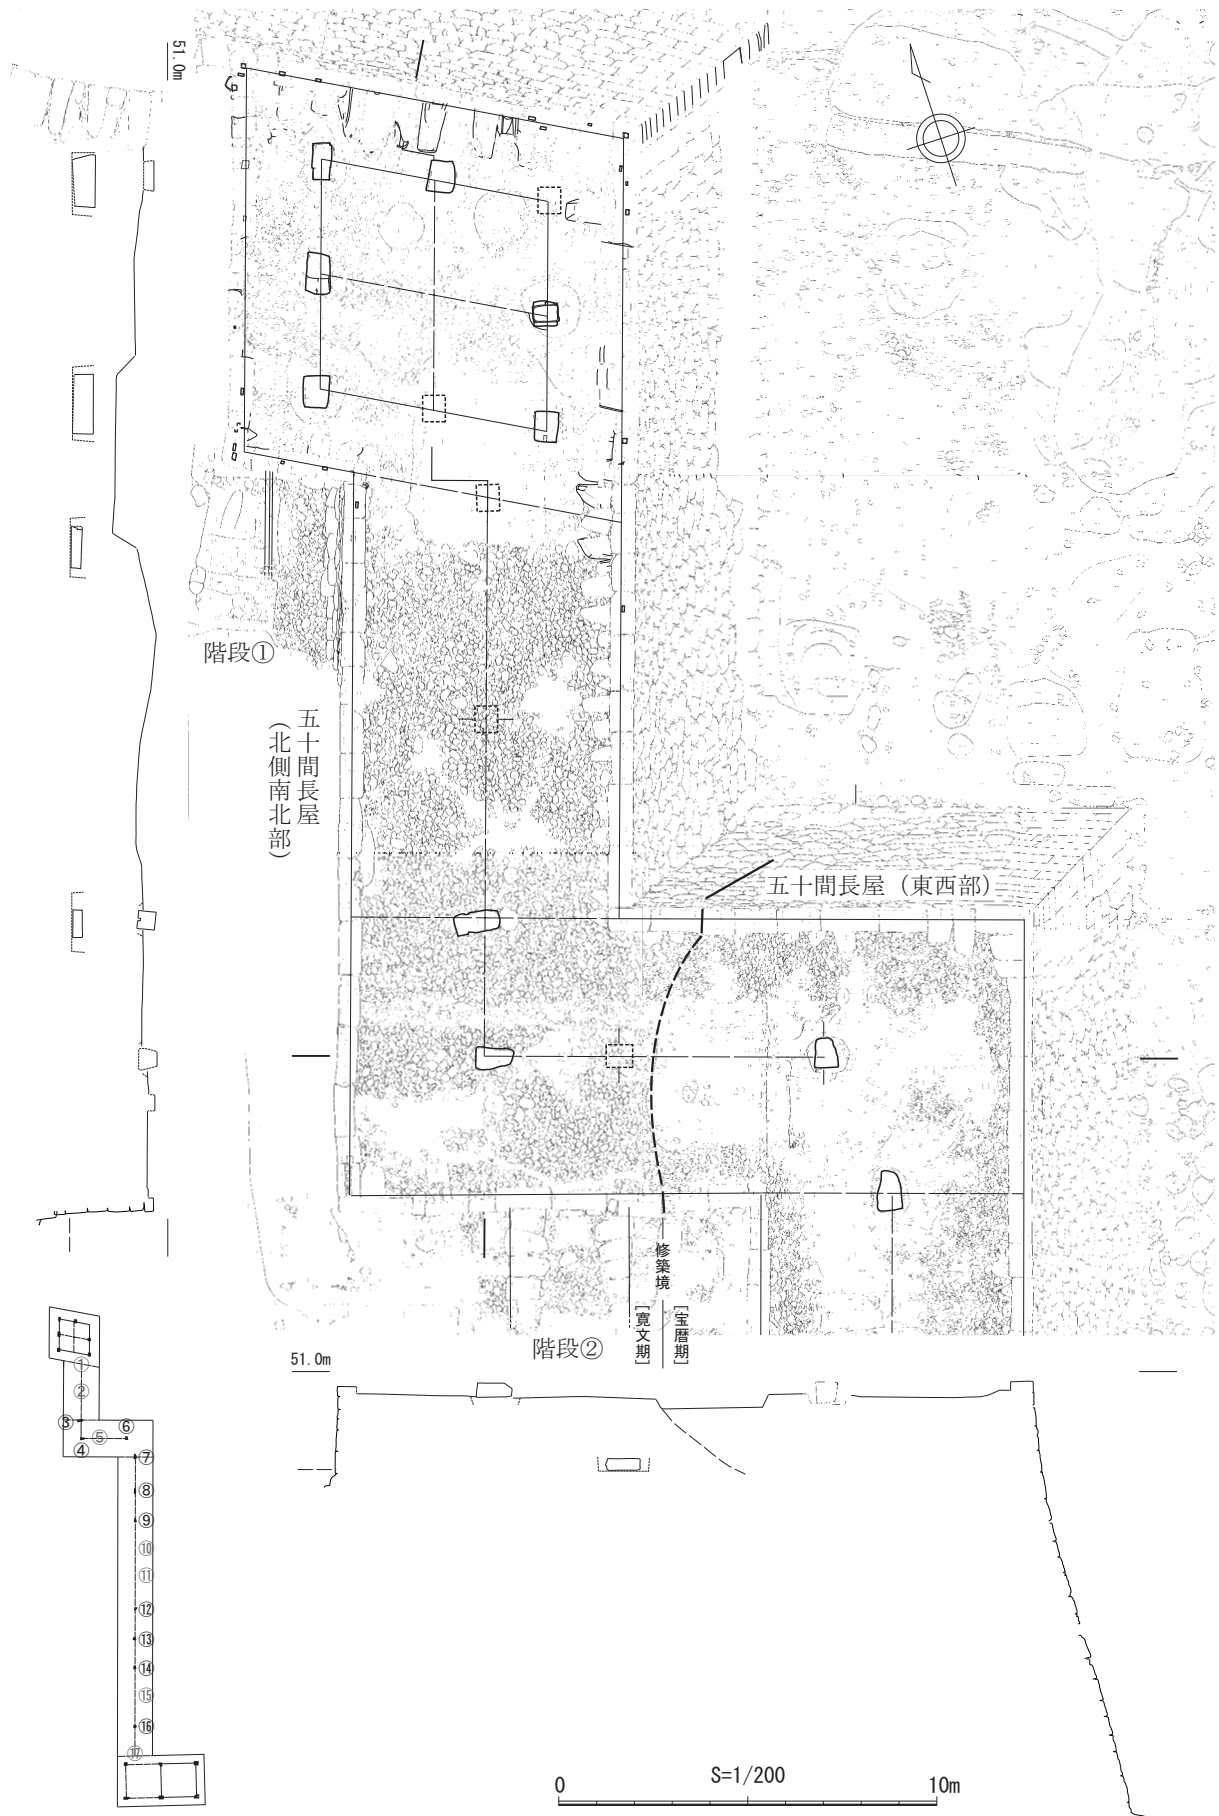 51.0m
階段①
五十間長屋
（北側南北部）
五十間長屋（東西部）
修築境
［寛文期］
［宝暦期］
階段②
51.0m
①
②
③
④
⑤
⑥
⑦
⑧
⑨
⑩
⑪
⑫
⑬
⑭
⑮
⑯
⑰
0
S=1/200
10m